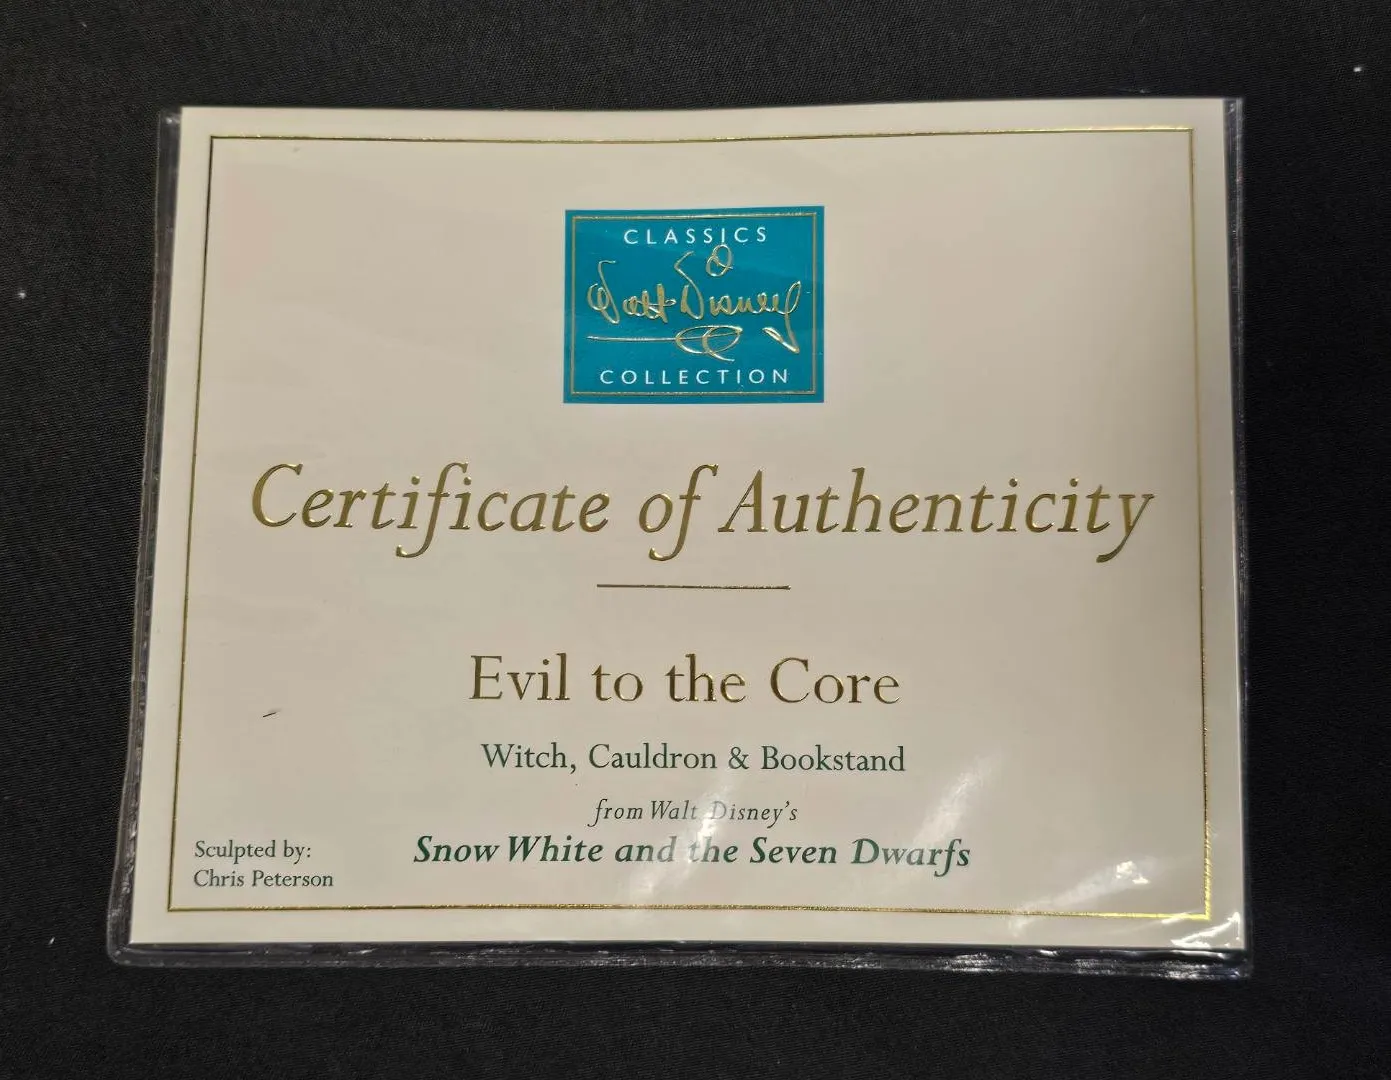 CLASSICS
Walt Disney
COLLECTION
Certificate of Authenticity
Evil to the Core
Witch, Cauldron & Bookstand
from Walt Disney's
Snow White and the Seven Dwarfs
Sculpted by:
Chris Peterson